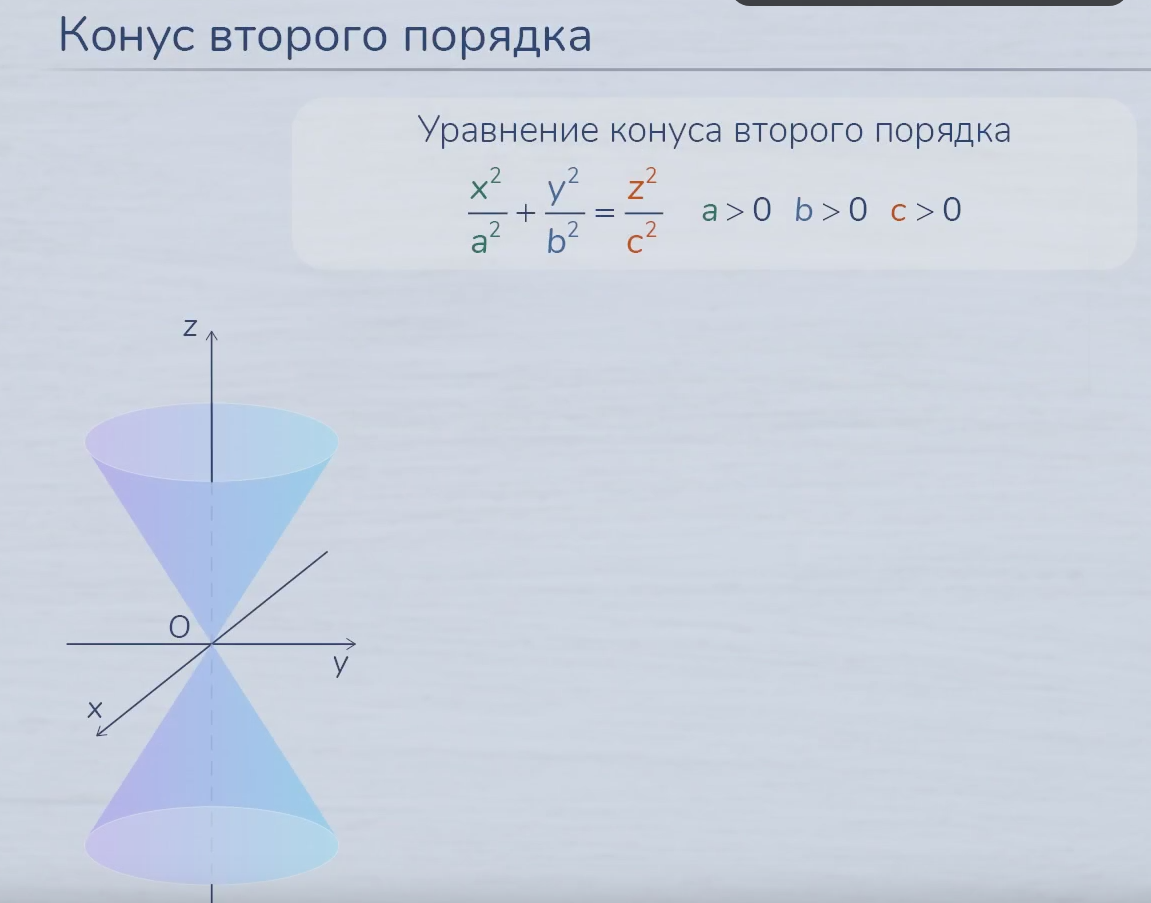 Конус второго порядка
Уравнение конуса второго порядка
x²/a² + y²/b² = z²/c²   a > 0   b > 0   c > 0
z
O
y
x